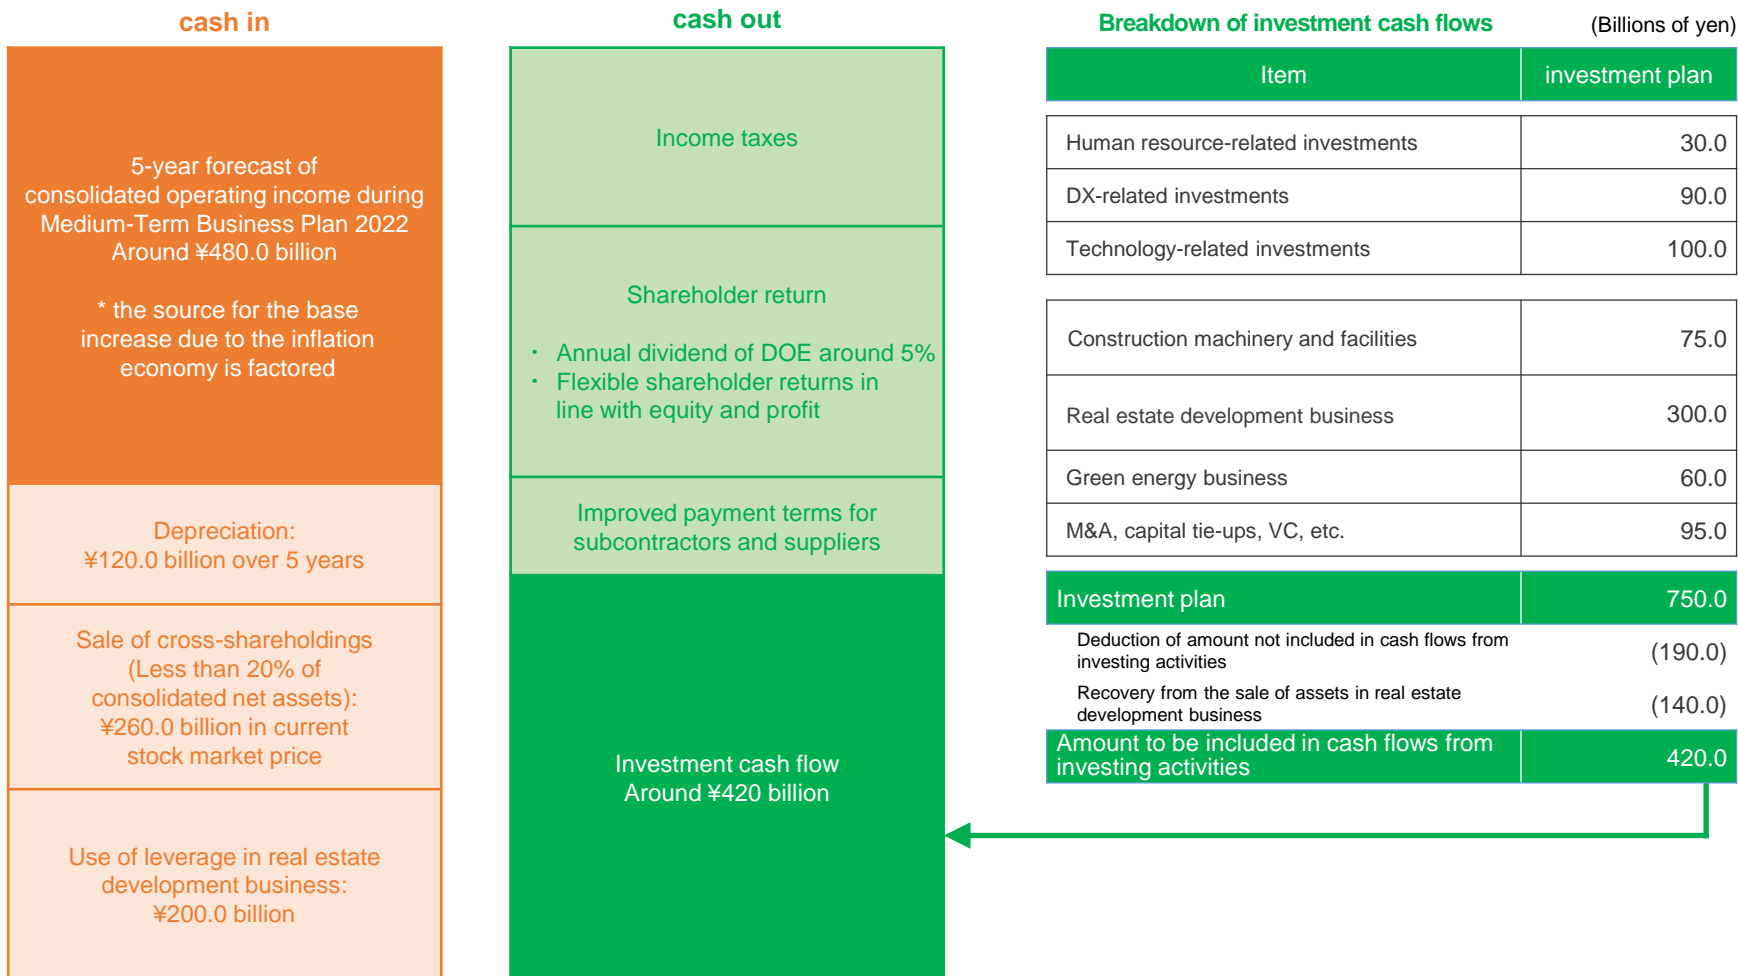 cash in
5-year forecast of
consolidated operating income during
Medium-Term Business Plan 2022
Around ¥480.0 billion
* the source for the base
increase due to the inflation
economy is factored
Depreciation:
¥120.0 billion over 5 years
Sale of cross-shareholdings
(Less than 20% of
consolidated net assets):
¥260.0 billion in current
stock market price
Use of leverage in real estate
development business:
¥200.0 billion
cash out
Income taxes
Shareholder return
・ Annual dividend of DOE around 5%
・ Flexible shareholder returns in
line with equity and profit
Improved payment terms for
subcontractors and suppliers
Investment cash flow
Around ¥420 billion
Breakdown of investment cash flows (Billions of yen)
Item investment plan
Human resource-related investments 30.0
DX-related investments 90.0
Technology-related investments 100.0
Construction machinery and facilities 75.0
Real estate development business 300.0
Green energy business 60.0
M&A, capital tie-ups, VC, etc. 95.0
Investment plan 750.0
Deduction of amount not included in cash flows from
investing activities (190.0)
Recovery from the sale of assets in real estate
development business (140.0)
Amount to be included in cash flows from
investing activities 420.0